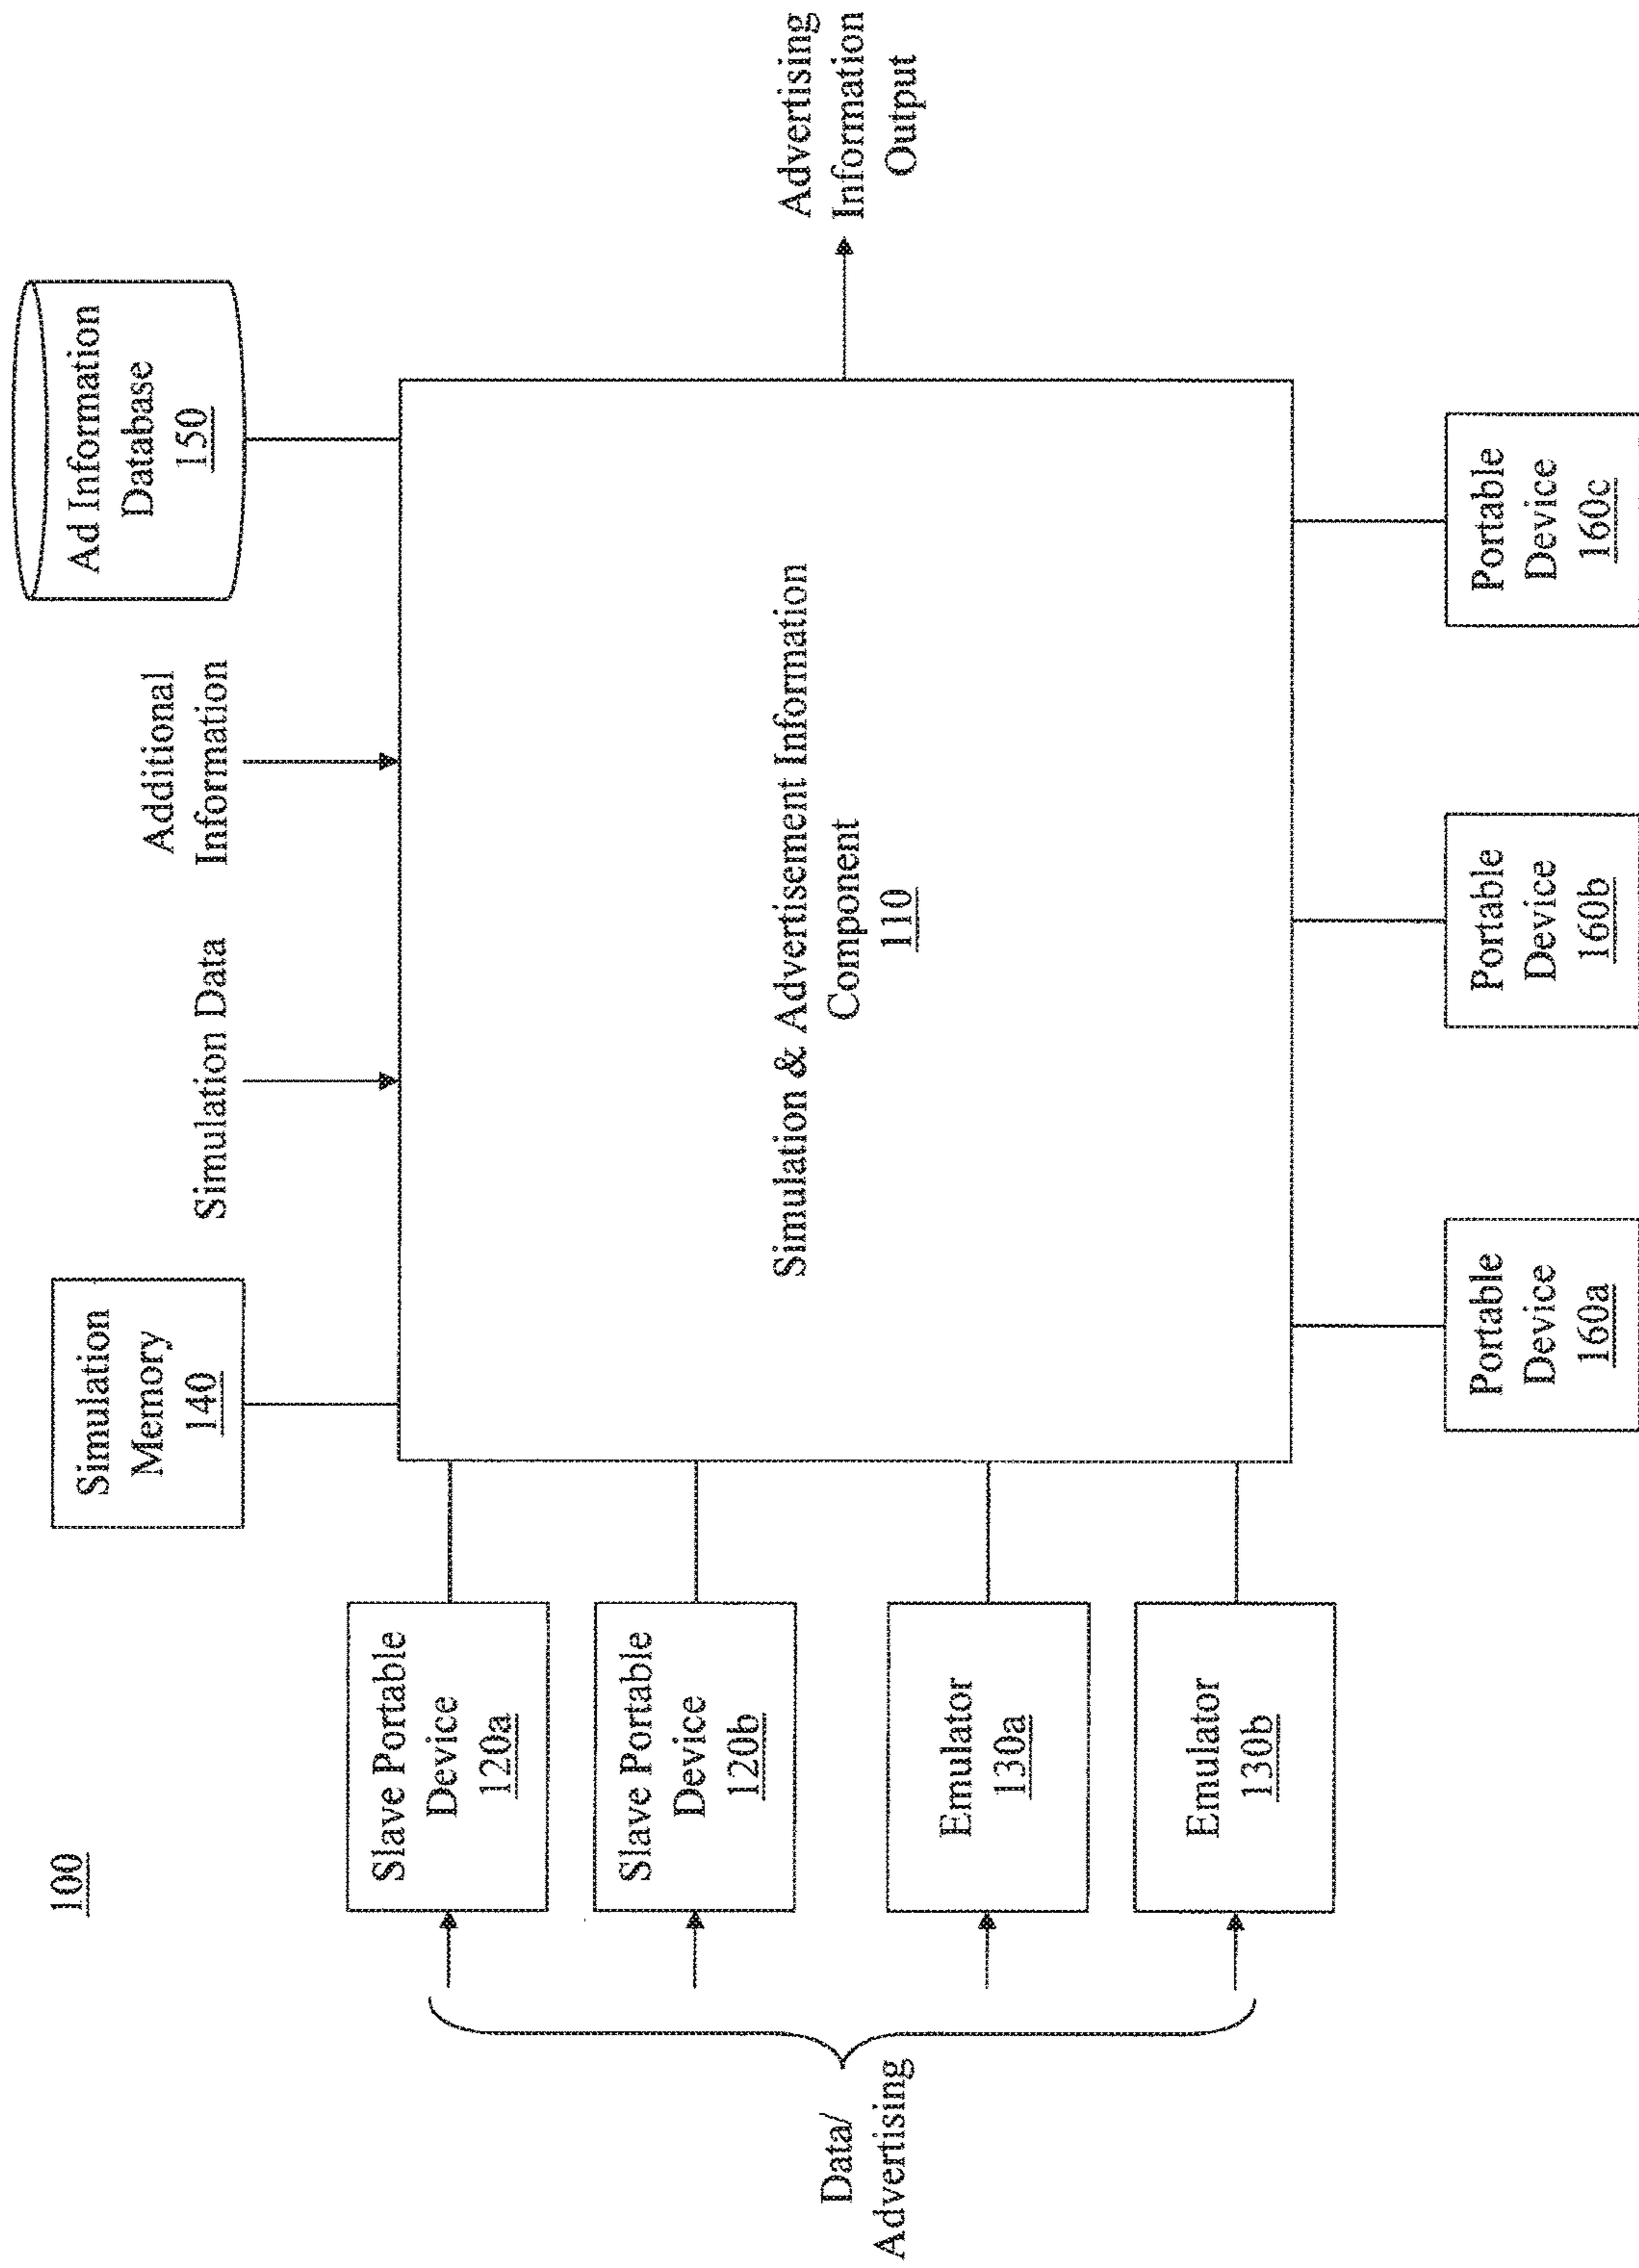 100
Simulation
Memory
140
Simulation Data
Additional
Information
Ad Information
Database
150
Data/
Advertising
Slave Portable
Device
120a
Slave Portable
Device
120b
Emulator
130a
Emulator
130b
Simulation & Advertisement Information
Component
110
Advertising
Information
Output
Portable
Device
160a
Portable
Device
160b
Portable
Device
160c